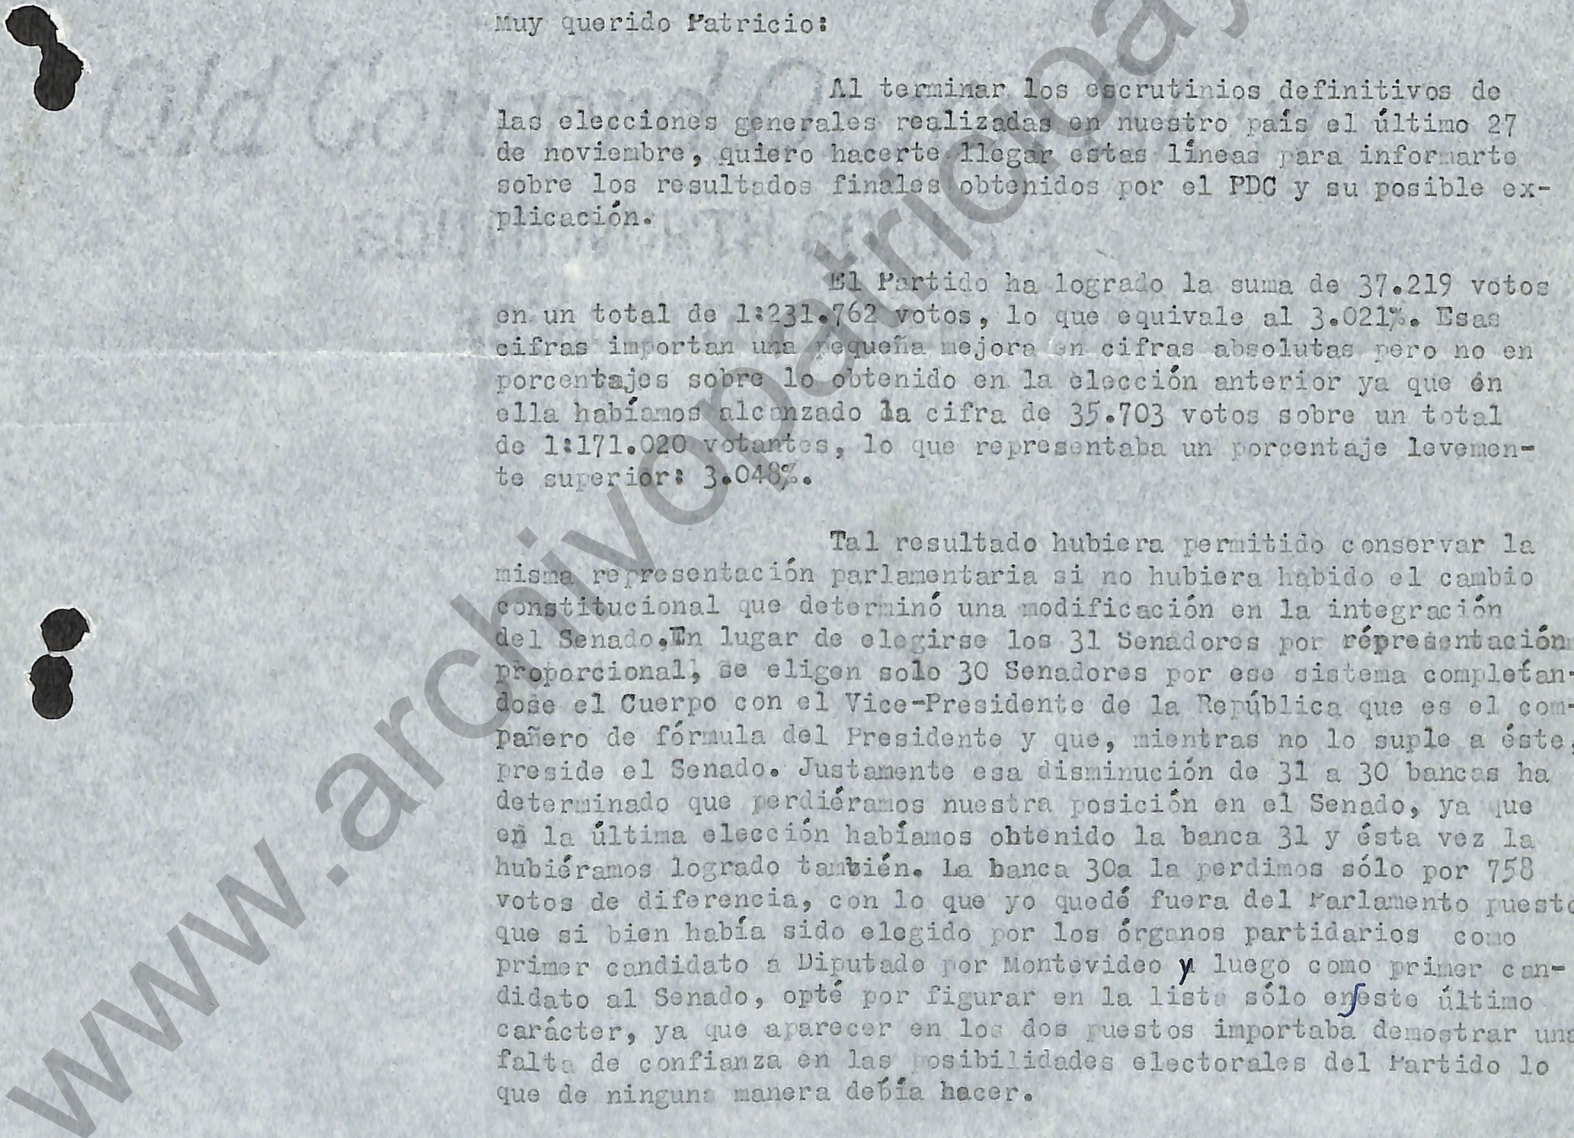 Muy querido Patricio:
Al terminar los escrutinios definitivos de
las elecciones generales realizadas en nuestro país el último 27
de noviembre, quiero hacerte llegar estas líneas para informarte
sobre los resultados finales obtenidos por el PDC y su posible ex-
plicación.
El Partido ha logrado la suma de 37.219 votos
en un total de 1:231.762 votos, lo que equivale al 3.021%. Esas
cifras importan una pequeña mejora en cifras absolutas pero no en
porcentajes sobre lo obtenido en la elección anterior ya que én
ella habíamos alcanzado la cifra de 35.703 votos sobre un total
de 1:171.020 votantes, lo que representaba un porcentaje levemen-
te superior: 3.048%.
Tal resultado hubiera permitido conservar la
misma representación parlamentaria si no hubiera habido el cambio
constitucional que determinó una modificación en la integración
del Senado.En lugar de elegirse los 31 Senadores por répresentación
proporcional, se eligen solo 30 Senadores por ese sistema completan-
dose el Cuerpo con el Vice-Presidente de la República que es el com-
pañero de fórmula del Presidente y que, mientras no lo suple a éste,
preside el Senado. Justamente esa disminución de 31 a 30 bancas ha
determinado que perdiéramos nuestra posición en el Senado, ya que
en la última elección habíamos obtenido la banca 31 y ésta vez la
hubiéramos logrado también. La banca 30a la perdimos sólo por 758
votos de diferencia, con lo que yo quedé fuera del Parlamento puesto
que si bien había sido elegido por los órganos partidarios como
primer candidato a Diputado por Montevideo y luego como primer can-
didato al Senado, opté por figurar en la lista sólo en este último
carácter, ya que aparecer en los dos puestos importaba demostrar una
falta de confianza en las posibilidades electorales del Partido lo
que de ninguna manera debía hacer.
www.archivopatricioay